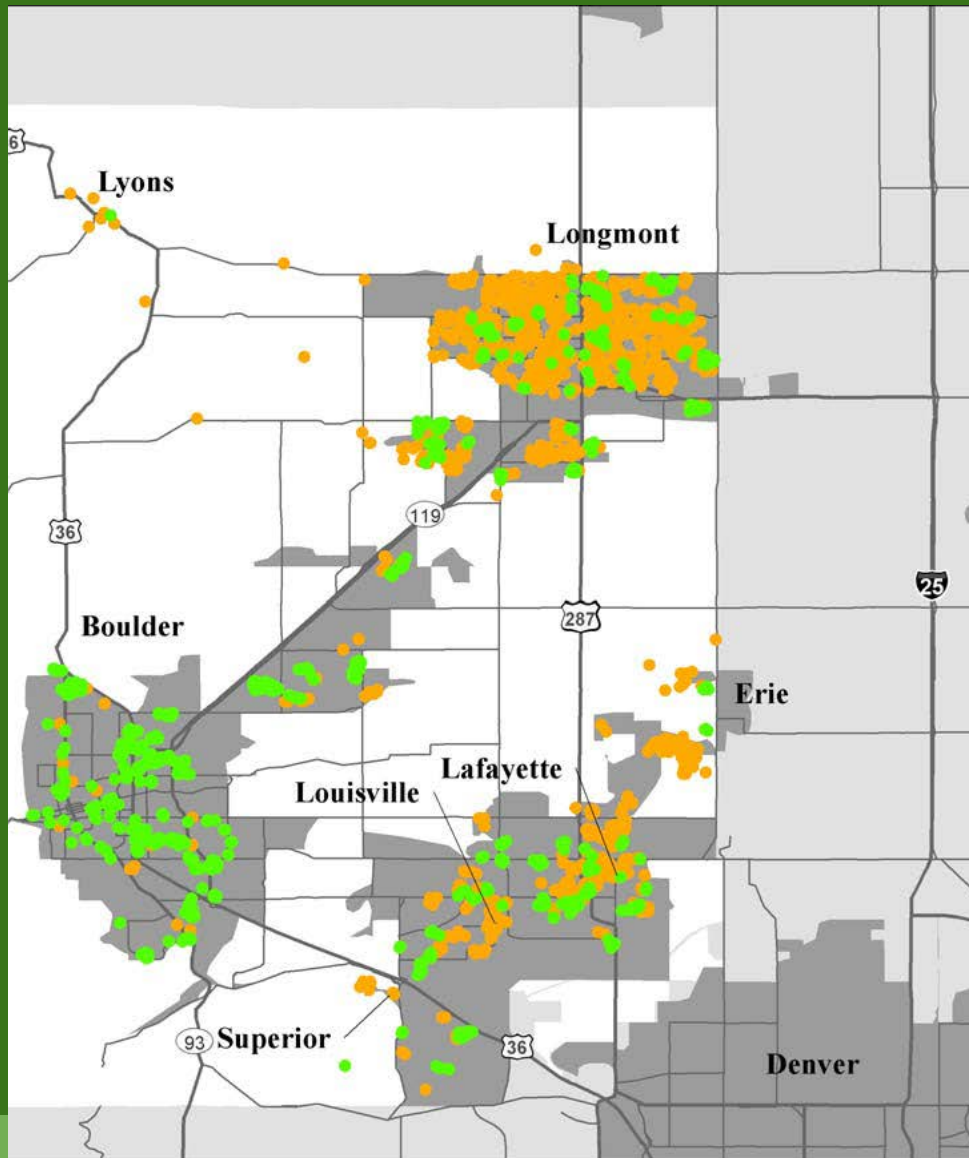 6
Lyons
Longmont
119
36
25
287
Boulder
Erie
Lafayette
Louisville
Superior
93
36
Denver